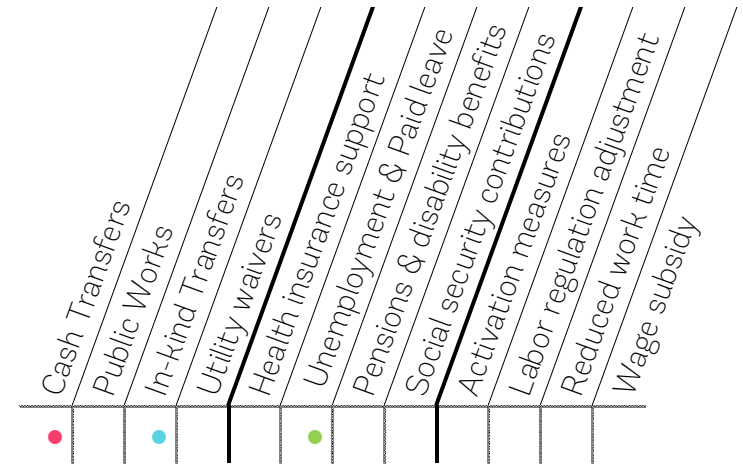 Cash Transfers
Public Works
In-kind Transfers
Utility waivers
Health insurance support
Unemployment & Paid leave
Pensions & disability benefits
Social security contributions
Activation measures
Labor regulation adjustment
Reduced work time
Wage subsidy